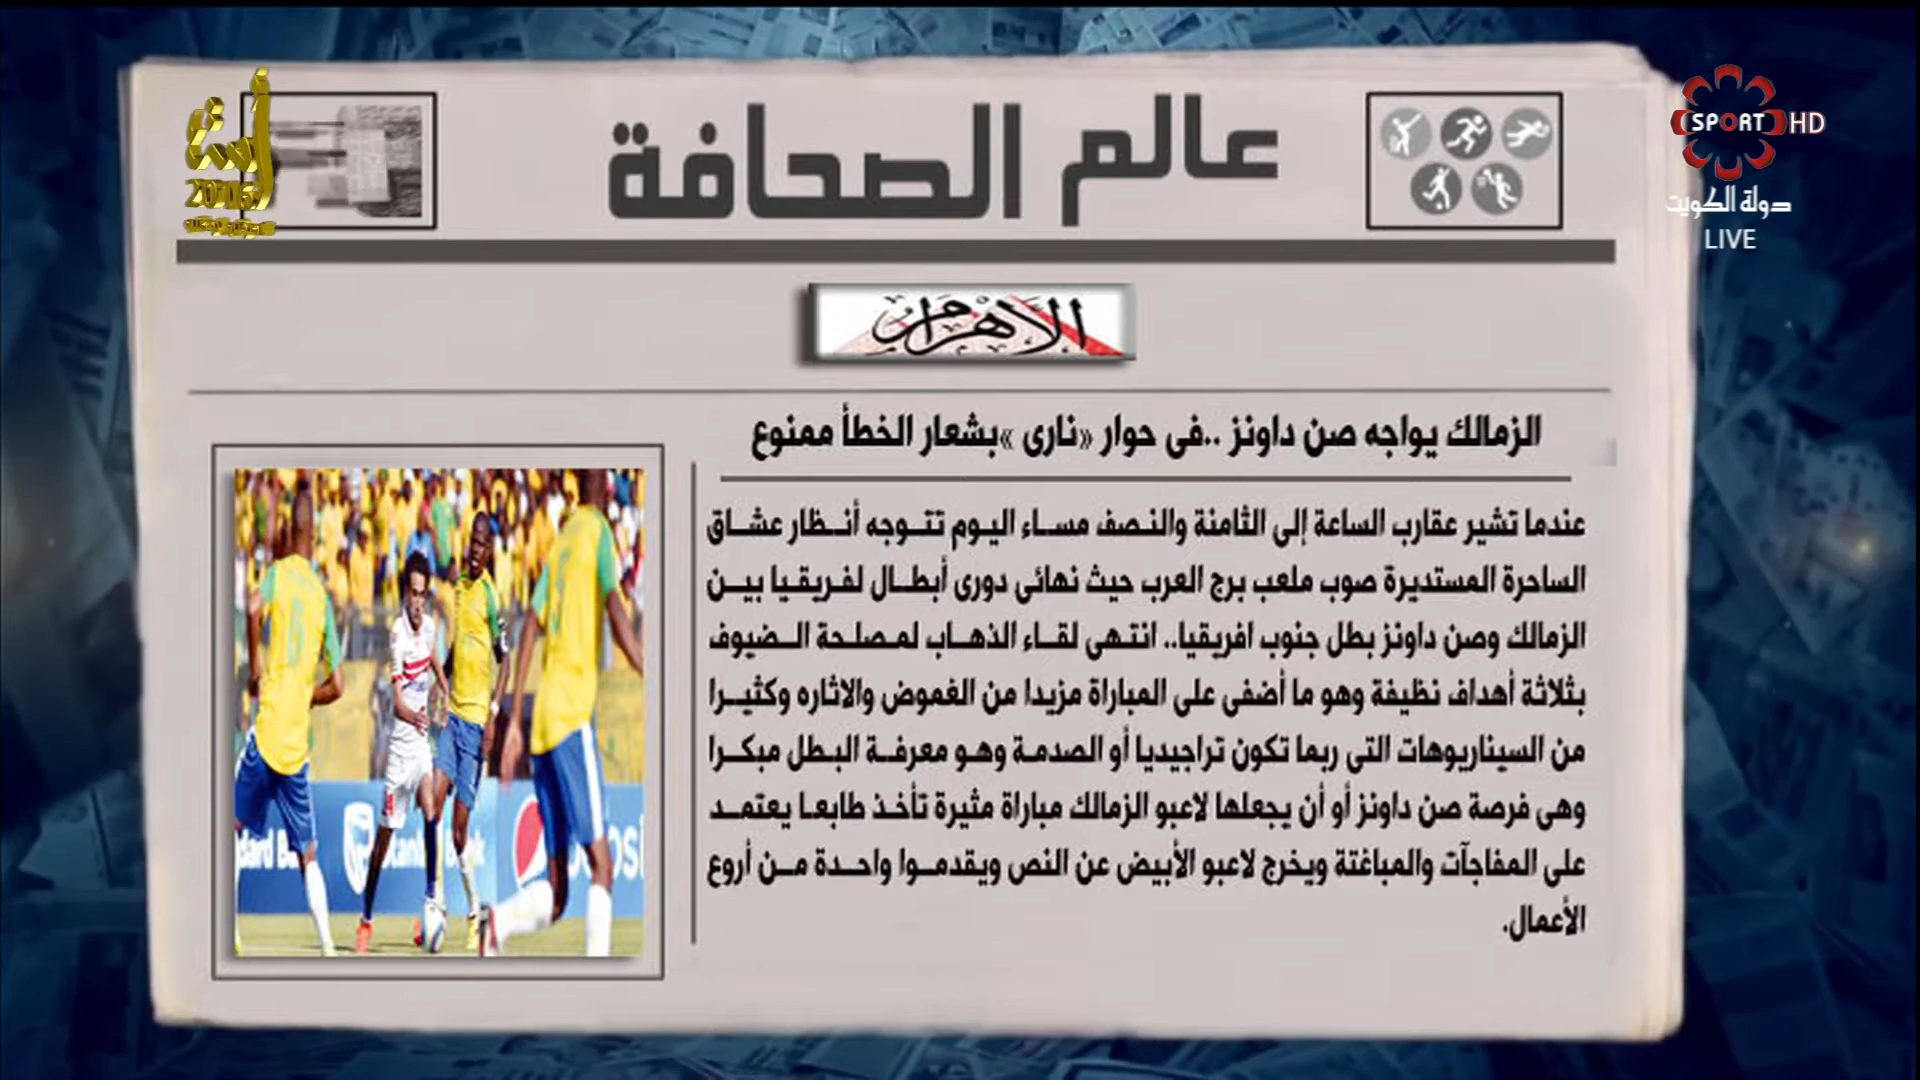 عالم الصحافة
SPORT HD
دولة الكويت
LIVE
الاهرام
الزمالك يواجه صن داونز ..فى حوار «نارى »بشعار الخطأ ممنوع
عندما تشير عقارب الساعة إلى الثامنة والنصف مساء اليوم تتوجه أنظار عشاق
الساحرة المستديرة صوب ملعب برج العرب حيث نهائى دورى أبطال لفريقيا بين
الزمالك وصن داونز بطل جنوب افريقيا.. انتهى لقاء الذهاب لمصلحة الضيوف
بثلاثة أهداف نظيفة وهو ما أضفى على المباراة مزيدا من الغموض والاثاره وكثيرا
من السيناريوهات التى ربما تكون تراجيديا أو الصدمة وهو معرفة البطل مبكرا
وهى فرصة صن داونز أو أن يجعلها لاعبو الزمالك مباراة مثيرة تأخذ طابعا يعتمد
على المفاجآت والمباغتة ويخرج لاعبو الأبيض عن النص ويقدموا واحدة من أروع
الأعمال.